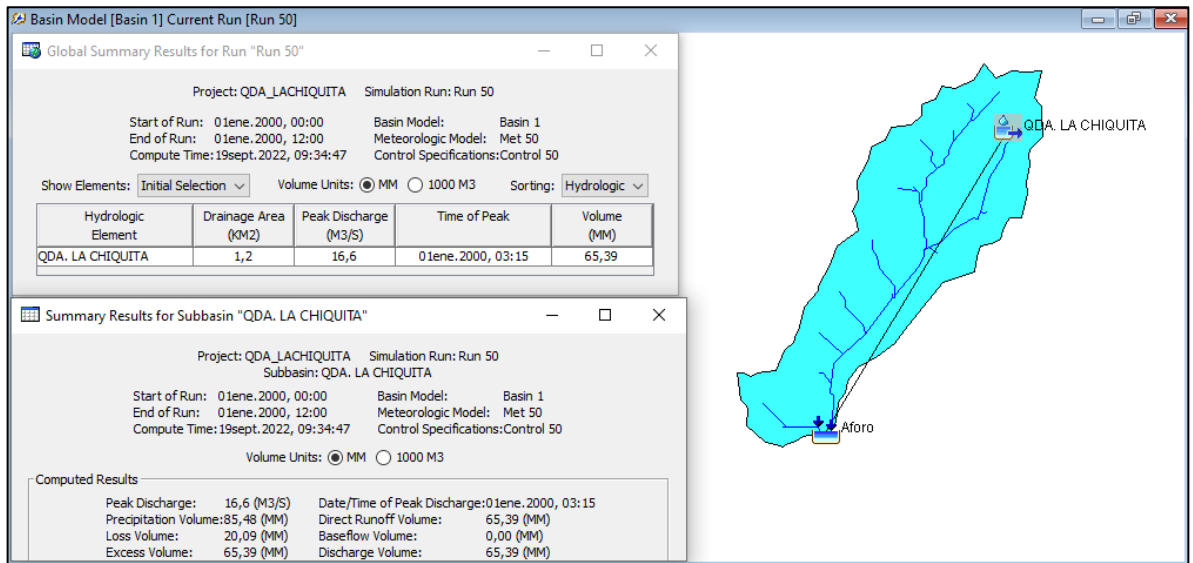 Basin Model [Basin 1] Current Run [Run 50]
Global Summary Results for Run "Run 50"
Project: QDA_LACHIQUITA Simulation Run: Run 50
Start of Run: 01ene.2000, 00:00 Basin Model: Basin 1
End of Run: 01ene.2000, 12:00 Meteorologic Model: Met 50
Compute Time:19sept.2022, 09:34:47 Control Specifications:Control 50
Show Elements: Initial Selection Volume Units: MM 1000 M3 Sorting: Hydrologic
Hydrologic Drainage Area Peak Discharge Time of Peak Volume
Element (KM2) (M3/S) (MM)
QDA. LA CHIQUITA 1,2 16,6 01ene.2000, 03:15 65,39
Summary Results for Subbasin "QDA. LA CHIQUITA"
Project: QDA_LACHIQUITA Simulation Run: Run 50
Subbasin: QDA. LA CHIQUITA
Start of Run: 01ene.2000, 00:00 Basin Model: Basin 1
End of Run: 01ene.2000, 12:00 Meteorologic Model: Met 50
Compute Time:19sept.2022, 09:34:47 Control Specifications:Control 50
Volume Units: MM 1000 M3
Computed Results
Peak Discharge: 16,6 (M3/S) Date/Time of Peak Discharge:01ene.2000, 03:15
Precipitation Volume:85,48 (MM) Direct Runoff Volume: 65,39 (MM)
Loss Volume: 20,09 (MM) Baseflow Volume: 0,00 (MM)
Excess Volume: 65,39 (MM) Discharge Volume: 65,39 (MM)
QDA. LA CHIQUITA
Aforo